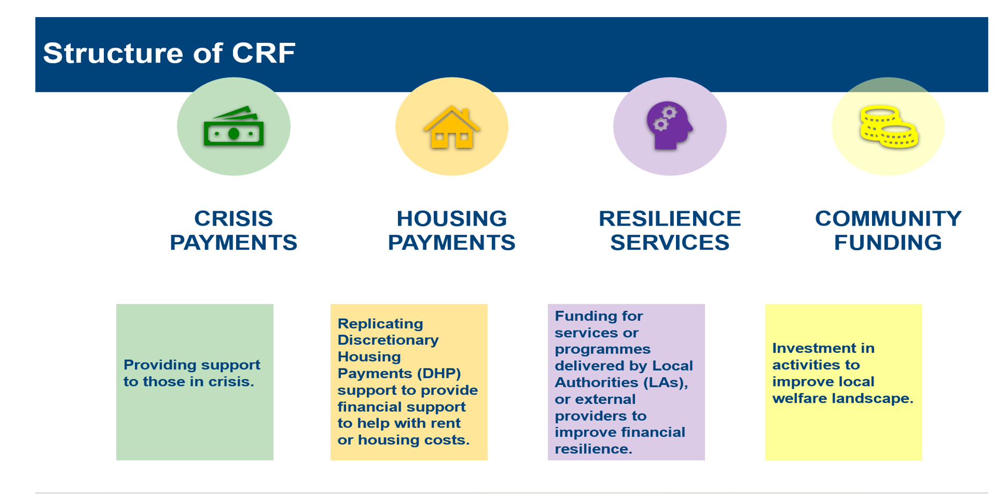 Structure of CRF
CRISIS
PAYMENTS
HOUSING
PAYMENTS
RESILIENCE
SERVICES
COMMUNITY
FUNDING
Providing support
to those in crisis.
Replicating
Discretionary
Housing
Payments (DHP)
support to provide
financial support
to help with rent
or housing costs.
Funding for
services or
programmes
delivered by Local
Authorities (LAs),
or external
providers to
improve financial
resilience.
Investment in
activities to
improve local
welfare landscape.